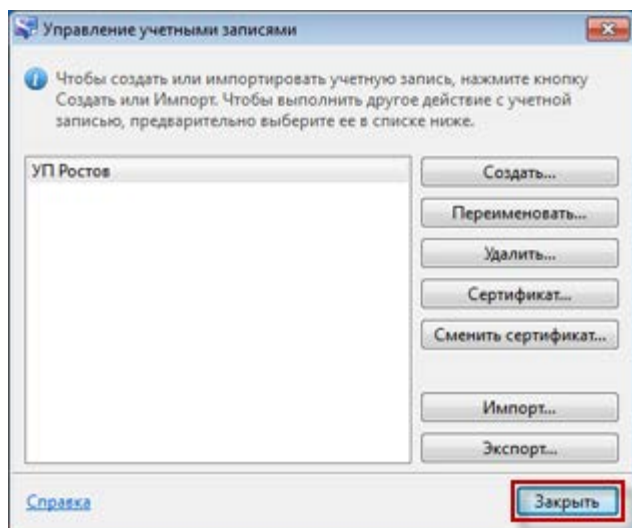 Управление учетными записями
Чтобы создать или импортировать учетную запись, нажмите кнопку
Создать или Импорт. Чтобы выполнить другое действие с учетной
записью, предварительно выберите ее в списке ниже.
УП Ростов
Создать...
Переименовать...
Удалить...
Сертификат...
Сменить сертификат...
Импорт...
Экспорт...
Справка
Закрыть